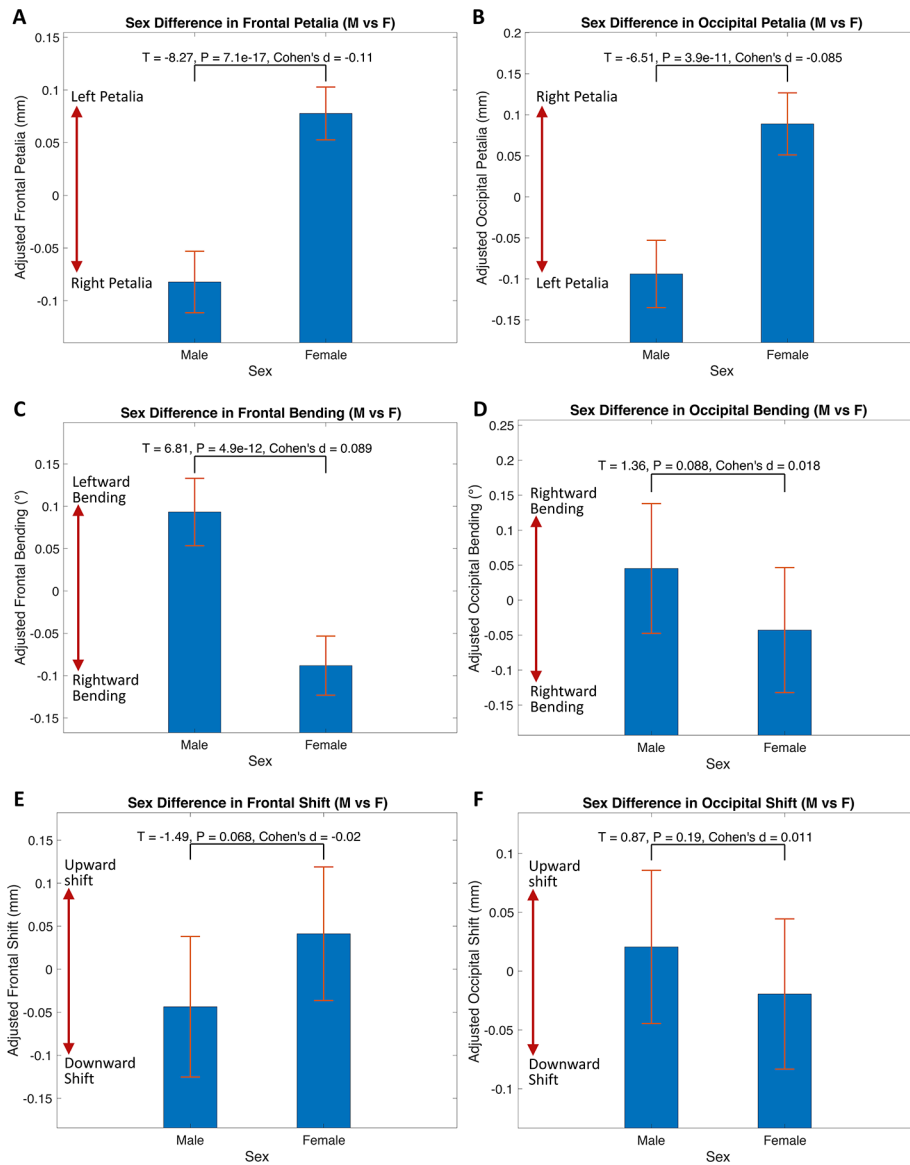 A
Sex Difference in Frontal Petalia (M vs F)
T = -8.27, P = 7.1e-17, Cohen's d = -0.11
Left Petalia
Right Petalia
Adjusted Frontal Petalia (mm)
0.15
0.1
0.05
0
-0.05
-0.1
Male Female
Sex
B
Sex Difference in Occipital Petalia (M vs F)
T = -6.51, P = 3.9e-11, Cohen's d = -0.085
Right Petalia
Left Petalia
Adjusted Occipital Petalia (mm)
0.2
0.15
0.1
0.05
0
-0.05
-0.1
-0.15
Male Female
Sex
C
Sex Difference in Frontal Bending (M vs F)
T = 6.81, P = 4.9e-12, Cohen's d = 0.089
Leftward
Bending
Rightward
Bending
Adjusted Frontal Bending (°)
0.15
0.1
0.05
0
-0.05
-0.1
-0.15
Male Female
Sex
D
Sex Difference in Occipital Bending (M vs F)
T = 1.36, P = 0.088, Cohen's d = 0.018
Rightward
Bending
Rightward
Bending
Adjusted Occipital Bending (°)
0.25
0.2
0.15
0.1
0.05
0
-0.05
-0.1
-0.15
Male Female
Sex
E
Sex Difference in Frontal Shift (M vs F)
T = -1.49, P = 0.068, Cohen's d = -0.02
Upward
shift
Downward
Shift
Adjusted Frontal Shift (mm)
0.15
0.1
0.05
0
-0.05
-0.1
-0.15
Male Female
Sex
F
Sex Difference in Occipital Shift (M vs F)
T = 0.87, P = 0.19, Cohen's d = 0.011
Upward
shift
Downward
Shift
Adjusted Occipital Shift (mm)
0.1
0.05
0
-0.05
-0.1
Male Female
Sex